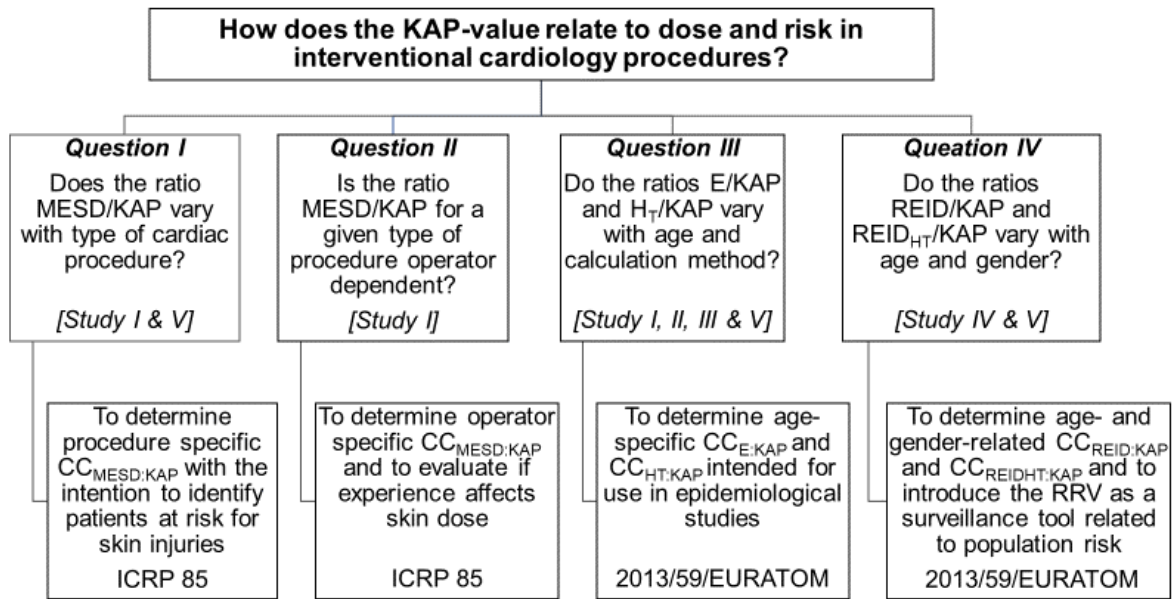 How does the KAP-value relate to dose and risk in
interventional cardiology procedures?
Question I
Does the ratio
MESD/KAP vary
with type of cardiac
procedure?
[Study I & V]
Question II
Is the ratio
MESD/KAP for a
given type of
procedure operator
dependent?
[Study I]
Question III
Do the ratios E/KAP
and HT/KAP vary
with age and
calculation method?
[Study I, II, III & V]
Queation IV
Do the ratios
REID/KAP and
REIDHT/KAP vary with
age and gender?
[Study IV & V]
To determine
procedure specific
CCMESD:KAP with the
intention to identify
patients at risk for
skin injuries
ICRP 85
To determine operator
specific CCMESD:KAP
and to evaluate if
experience affects
skin dose
ICRP 85
To determine age-
specific CCE:KAP and
CCHT:KAP intended for
use in epidemiological
studies
2013/59/EURATOM
To determine age- and
gender-related CCREID:KAP
and CCREIDHT:KAP and to
introduce the RRV as a
surveillance tool related
to population risk
2013/59/EURATOM